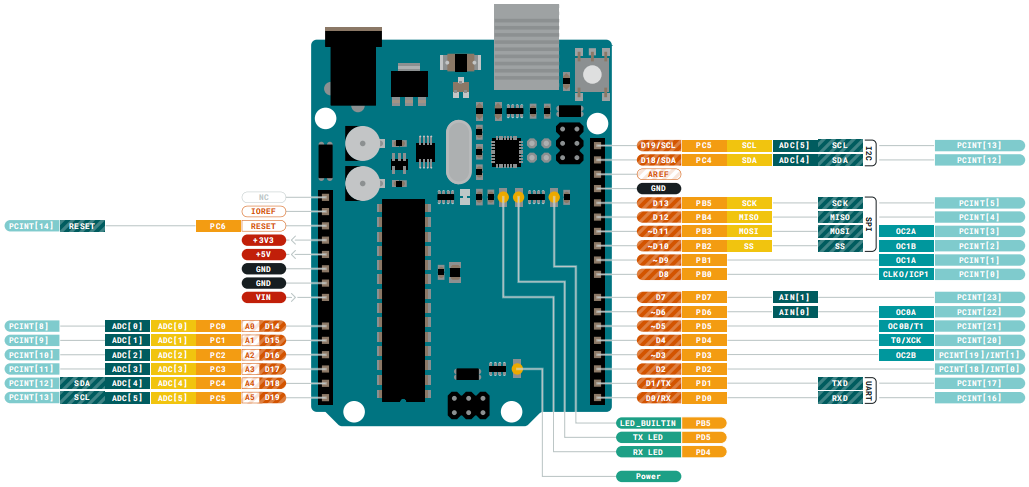 D19/SCL PC5 SCL ADC[5] SCL PCINT[13]
D18/SDA PC4 SDA ADC[4] SDA PCINT[12]
I2C
AREF
GND
D13 PB5 SCK SCK PCINT[5]
D12 PB4 MISO MISO PCINT[4]
~D11 PB3 MOSI MOSI OC2A PCINT[3]
~D10 PB2 SS SS OC1B PCINT[2]
SPI
~D9 PB1 OC1A PCINT[1]
D8 PB0 CLKO/ICP1 PCINT[0]
D7 PD7 AIN[1] PCINT[23]
~D6 PD6 AIN[0] OC0A PCINT[22]
~D5 PD5 OC0B/T1 PCINT[21]
D4 PD4 T0/XCK PCINT[20]
~D3 PD3 OC2B PCINT[19]/INT[1]
D2 PD2 PCINT[18]/INT[0]
D1/TX PD1 TXD PCINT[17]
D0/RX PD0 RXD PCINT[16]
UART
NC
IOREF
PCINT[14] RESET PC6 RESET
+3V3
+5V
GND
GND
VIN
PCINT[8] ADC[0] ADC[0] PC0 A0 D14
PCINT[9] ADC[1] ADC[1] PC1 A1 D15
PCINT[10] ADC[2] ADC[2] PC2 A2 D16
PCINT[11] ADC[3] ADC[3] PC3 A3 D17
PCINT[12] SDA ADC[4] ADC[4] PC4 A4 D18
PCINT[13] SCL ADC[5] ADC[5] PC5 A5 D19
LED_BUILTIN PB5
TX LED PD5
RX LED PD4
Power